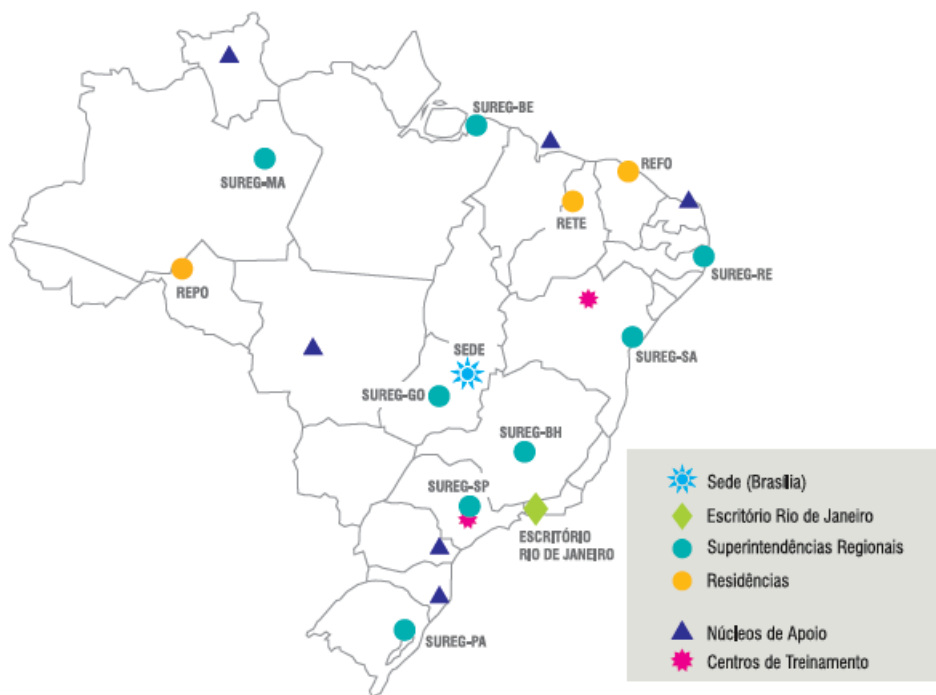 SUREG-BE
REFO
SUREG-MA
RETE
SUREG-RE
REPO
SUREG-SA
SEDE
SUREG-GO
SUREG-BH
SUREG-SP
ESCRITÓRIO
RIO DE JANEIRO
SUREG-PA
Sede (Brasília)
Escritório Rio de Janeiro
Superintendências Regionais
Residências
Núcleos de Apoio
Centros de Treinamento